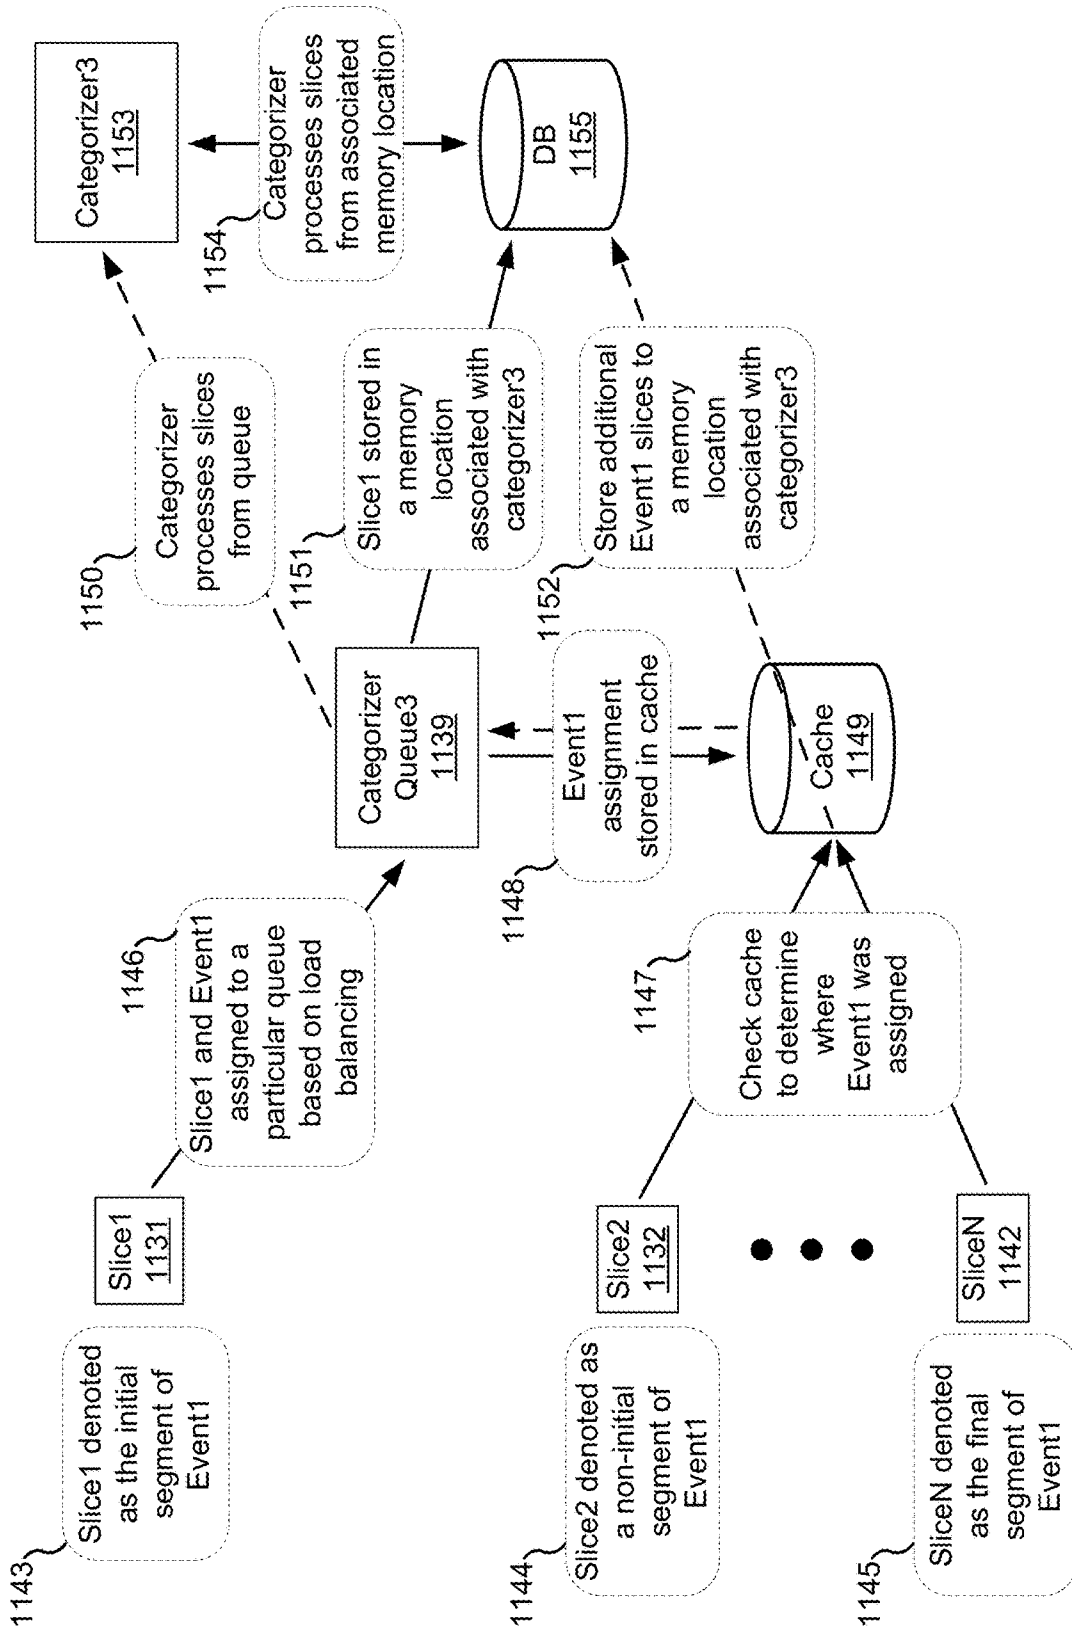 1143
Slice1 denoted
as the initial
segment of
Event1
Slice1
1131
1146
Slice1 and Event1
assigned to a
particular queue
based on load
balancing
Categorizer
Queue3
1139
1150
Categorizer
processes slices
from queue
Categorizer3
1153
1154
Categorizer
processes slices
from associated
memory location
1151
Slice1 stored in
a memory
location
associated with
categorizer3
DB
1155
1152
Store additional
Event1 slices to
a memory
location
associated with
categorizer3
1148
Event1
assignment
stored in cache
Cache
1149
1147
Check cache
to determine
where
Event1 was
assigned
1144
Slice2 denoted as
a non-initial
segment of
Event1
Slice2
1132
1145
SliceN denoted
as the final
segment of
Event1
SliceN
1142